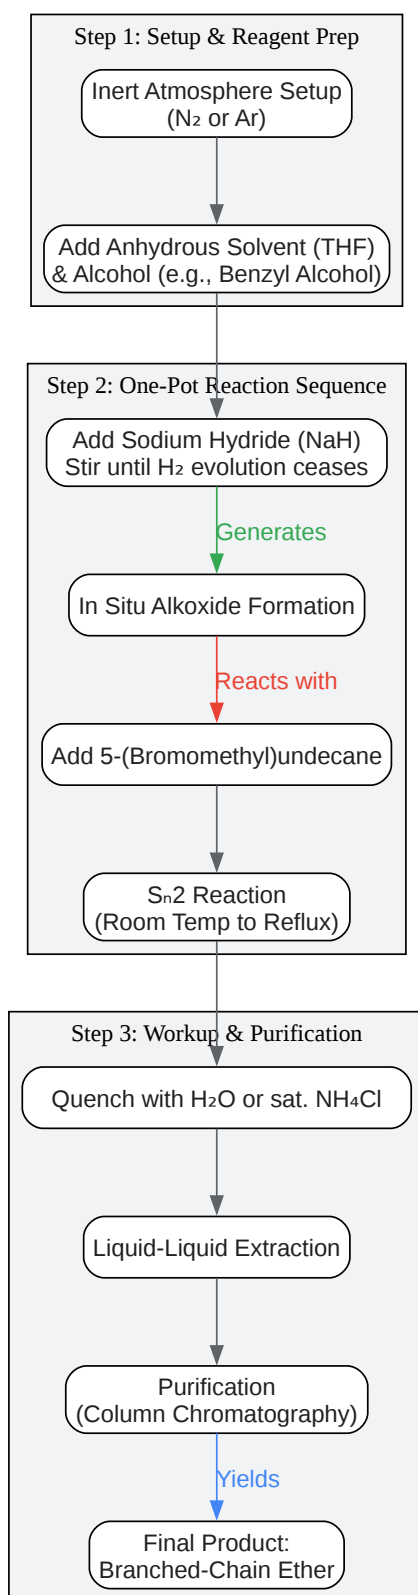 Step 1: Setup & Reagent Prep
Inert Atmosphere Setup
(N₂ or Ar)
Add Anhydrous Solvent (THF)
& Alcohol (e.g., Benzyl Alcohol)
Step 2: One-Pot Reaction Sequence
Add Sodium Hydride (NaH)
Stir until H₂ evolution ceases
Generates
In Situ Alkoxide Formation
Reacts with
Add 5-(Bromomethyl)undecane
Sₙ2 Reaction
(Room Temp to Reflux)
Step 3: Workup & Purification
Quench with H₂O or sat. NH₄Cl
Liquid-Liquid Extraction
Purification
(Column Chromatography)
Yields
Final Product:
Branched-Chain Ether